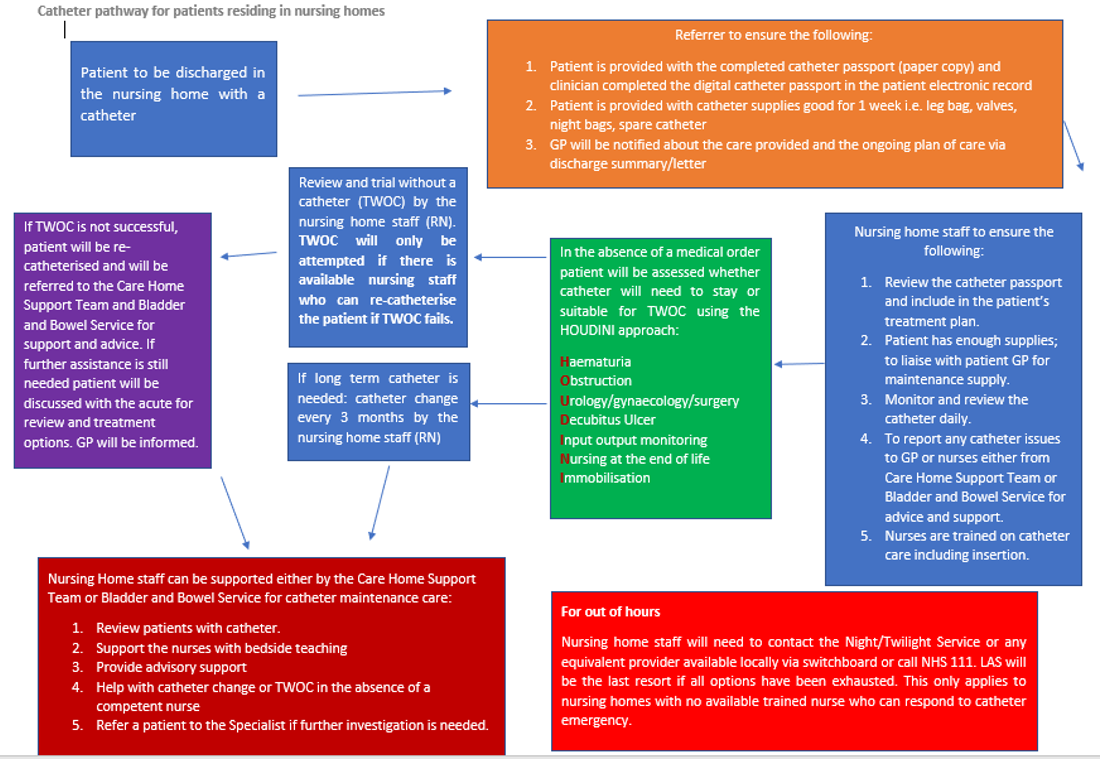 Catheter pathway for patients residing in nursing homes
Patient to be discharged in
the nursing home with a
catheter
Referrer to ensure the following:
1. Patient is provided with the completed catheter passport (paper copy) and
clinician completed the digital catheter passport in the patient electronic record
2. Patient is provided with catheter supplies good for 1 week i.e. leg bag, valves,
night bags, spare catheter
3. GP will be notified about the care provided and the ongoing plan of care via
discharge summary/letter
Nursing home staff to ensure the
following:
1. Review the catheter passport
and include in the patient's
treatment plan.
2. Patient has enough supplies;
to liaise with patient GP for
maintenance supply.
3. Monitor and review the
catheter daily.
4. To report any catheter issues
to GP or nurses either from
Care Home Support Team or
Bladder and Bowel Service for
advice and support.
5. Nurses are trained on catheter
care including insertion.
In the absence of a medical order
patient will be assessed whether
catheter will need to stay or
suitable for TWOC using the
HOUDINI approach:
Haematuria
Obstruction
Urology/gynaecology/surgery
Decubitus Ulcer
Input output monitoring
Nursing at the end of life
Immobilisation
Review and trial without a
catheter (TWOC) by the
nursing home staff (RN).
TWOC will only be
attempted if there is
available nursing staff
who can re-catheterise
the patient if TWOC fails.
If long term catheter is
needed: catheter change
every 3 months by the
nursing home staff (RN)
If TWOC is not successful,
patient will be re-
catheterised and will be
referred to the Care Home
Support Team and Bladder
and Bowel Service for
support and advice. If
further assistance is still
needed patient will be
discussed with the acute for
review and treatment
options. GP will be informed.
Nursing Home staff can be supported either by the Care Home Support
Team or Bladder and Bowel Service for catheter maintenance care:
1. Review patients with catheter.
2. Support the nurses with bedside teaching
3. Provide advisory support
4. Help with catheter change or TWOC in the absence of a
competent nurse
5. Refer a patient to the Specialist if further investigation is needed.
For out of hours
Nursing home staff will need to contact the Night/Twilight Service or any
equivalent provider available locally via switchboard or call NHS 111. LAS will
be the last resort if all options have been exhausted. This only applies to
nursing homes with no available trained nurse who can respond to catheter
emergency.